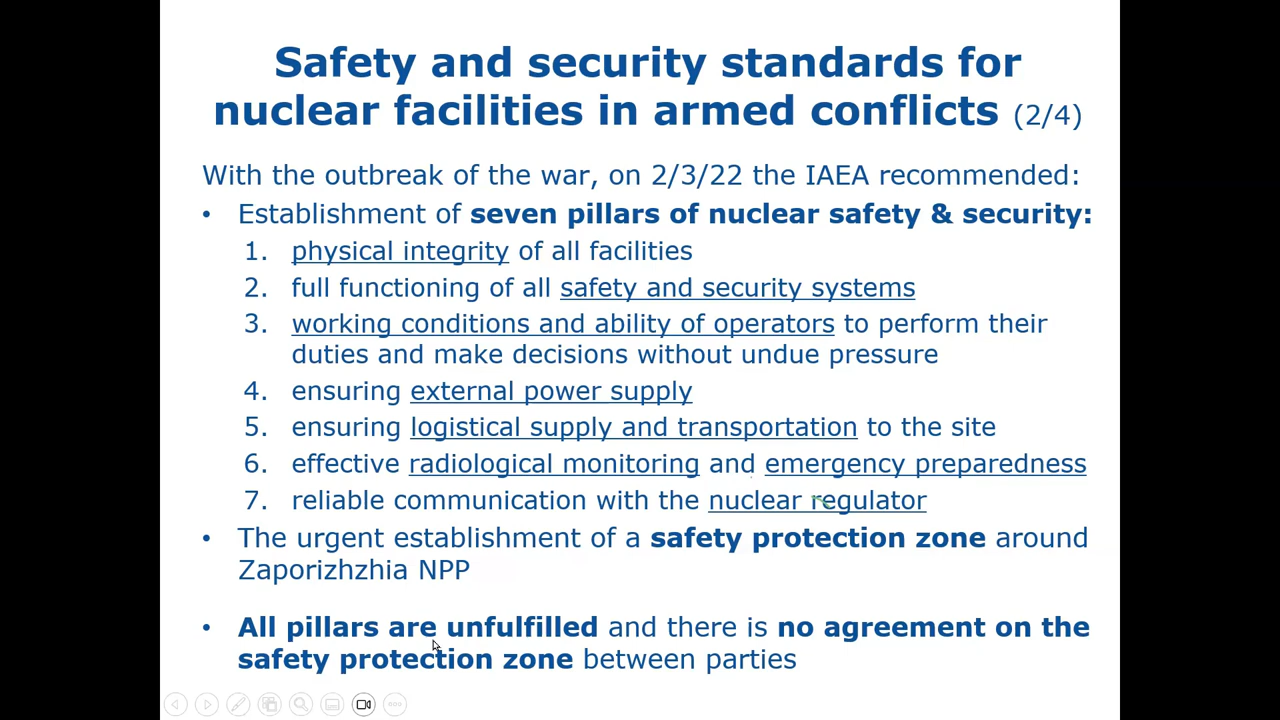 Safety and security standards for
nuclear facilities in armed conflicts (2/4)
With the outbreak of the war, on 2/3/22 the IAEA recommended:
• Establishment of seven pillars of nuclear safety & security:
1. physical integrity of all facilities
2. full functioning of all safety and security systems
3. working conditions and ability of operators to perform their
duties and make decisions without undue pressure
4. ensuring external power supply
5. ensuring logistical supply and transportation to the site
6. effective radiological monitoring and emergency preparedness
7. reliable communication with the nuclear regulator
• The urgent establishment of a safety protection zone around
Zaporizhzhia NPP
• All pillars are unfulfilled and there is no agreement on the
safety protection zone between parties